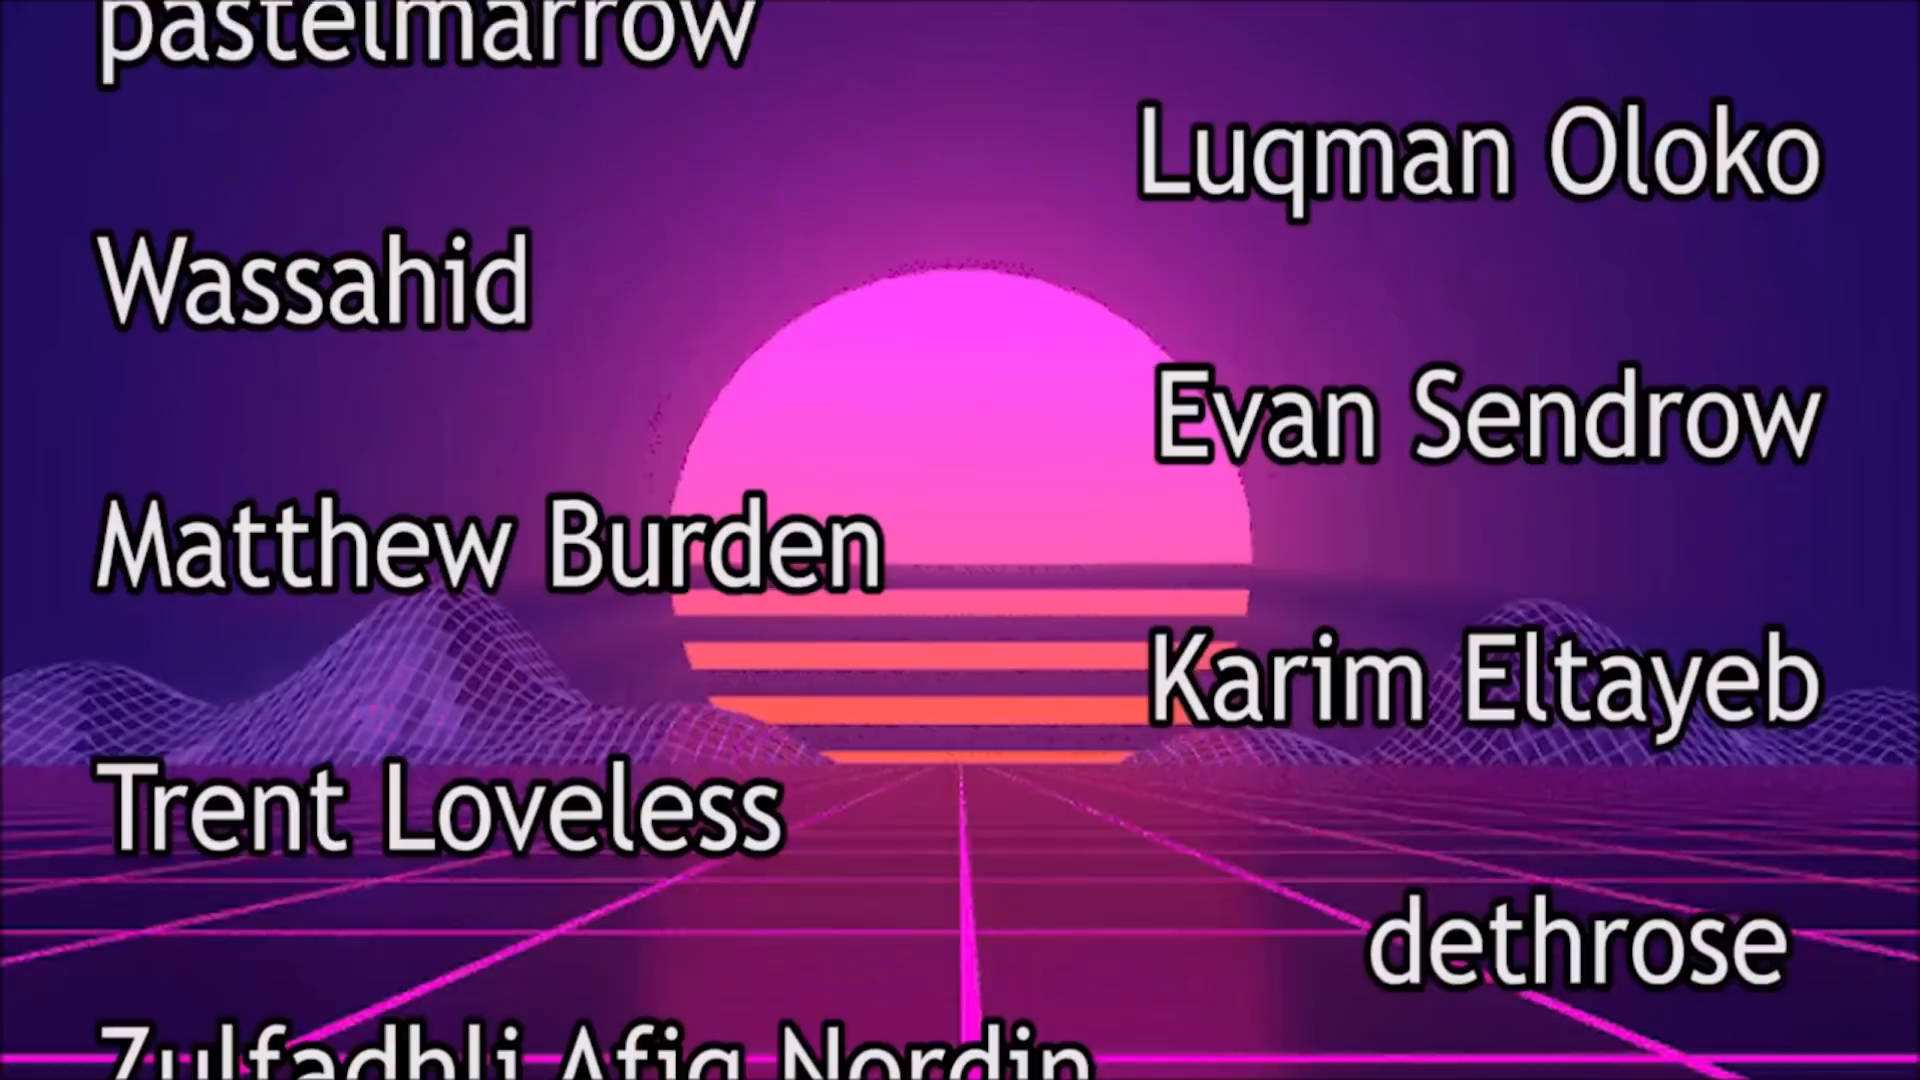 pastelmarrow
Luqman Oloko
Wassahid
Evan Sendrow
Matthew Burden
Karim Eltayeb
Trent Loveless
dethrose
Zulfadhli Afiq Nordin